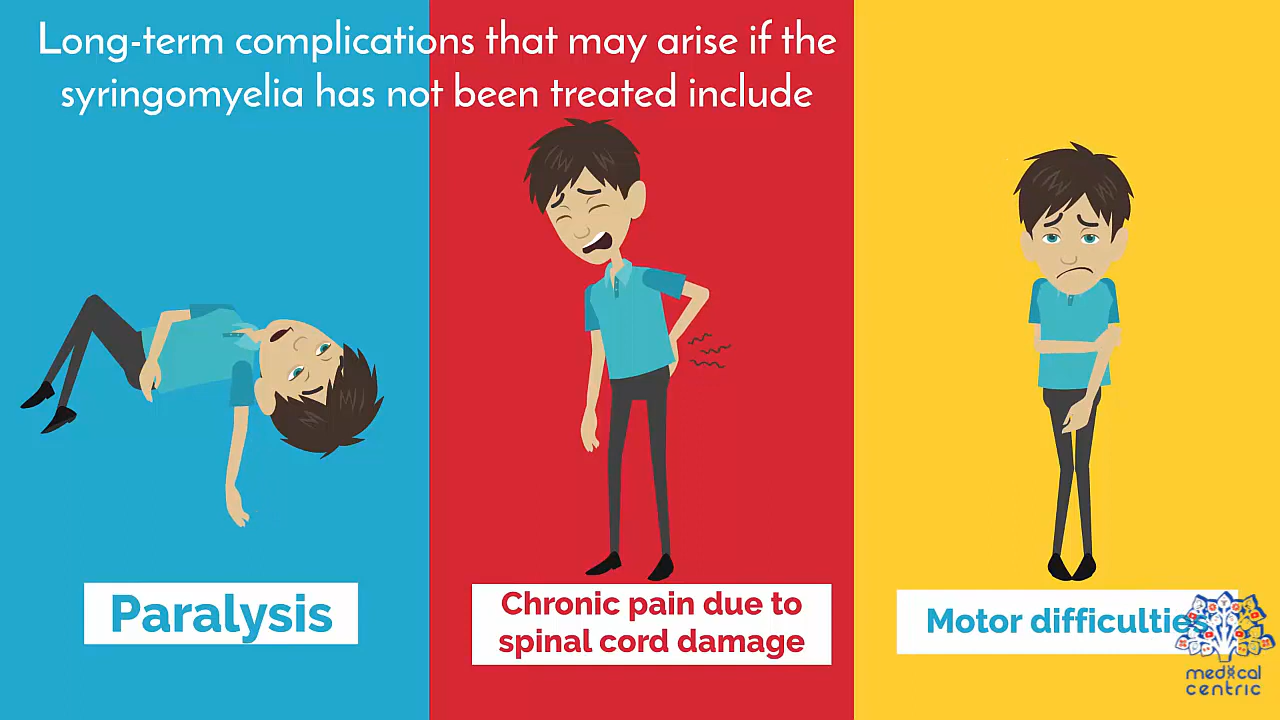 Long-term complications that may arise if the
syringomyelia has not been treated include
Paralysis
Chronic pain due to
spinal cord damage
Motor difficulties
medical
centric